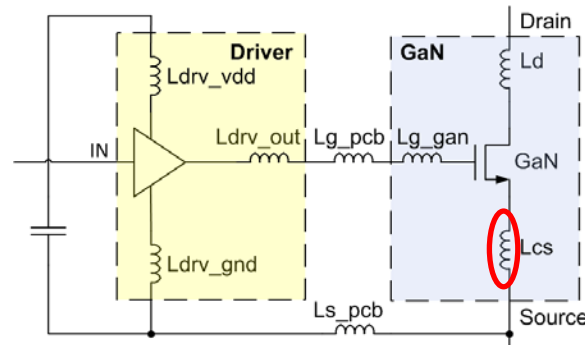 Drain
Driver
GaN
Ldrv_vdd
Ld
IN
Ldrv_out
Lg_pcb
Lg_gan
GaN
Ldrv_gnd
Lcs
Ls_pcb
Source